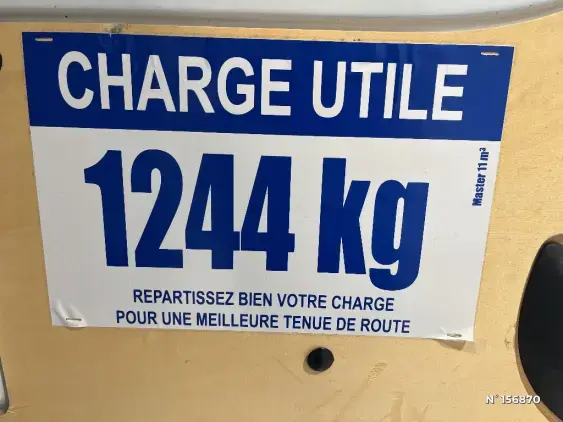 CHARGE UTILE
1244 kg
Master 11 m³
REPARTISSEZ BIEN VOTRE CHARGE
POUR UNE MEILLEURE TENUE DE ROUTE
N° 156870